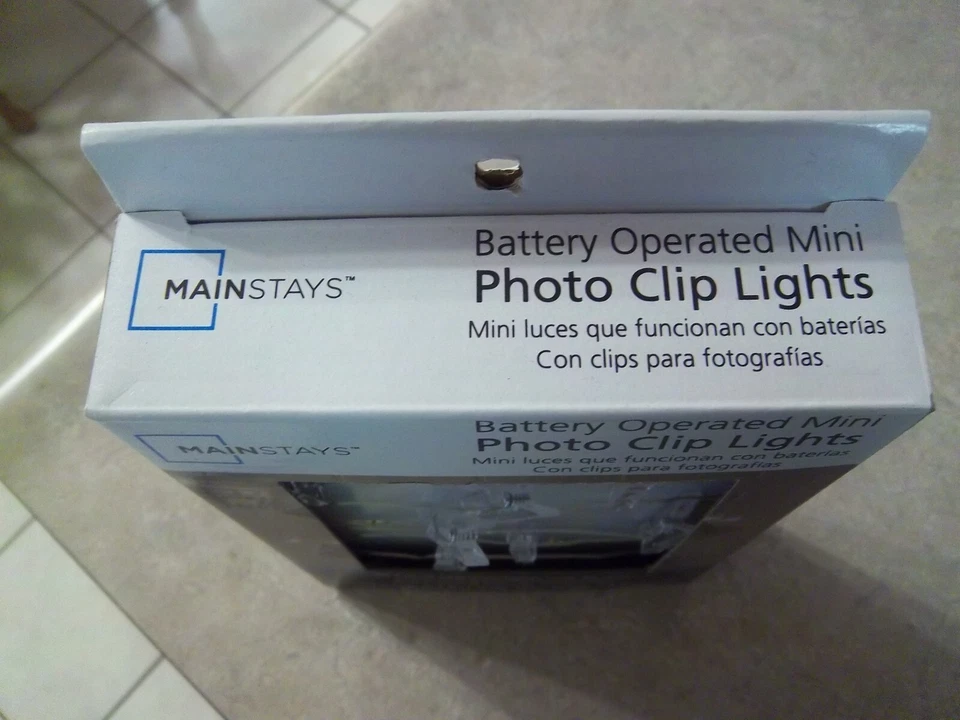 MAINSTAYS™
Battery Operated Mini
Photo Clip Lights
Mini luces que funcionan con baterías
Con clips para fotografías
MAINSTAYS™
Battery Operated Mini
Photo Clip Lights
Mini luces que funcionan con baterías
Con clips para fotografías